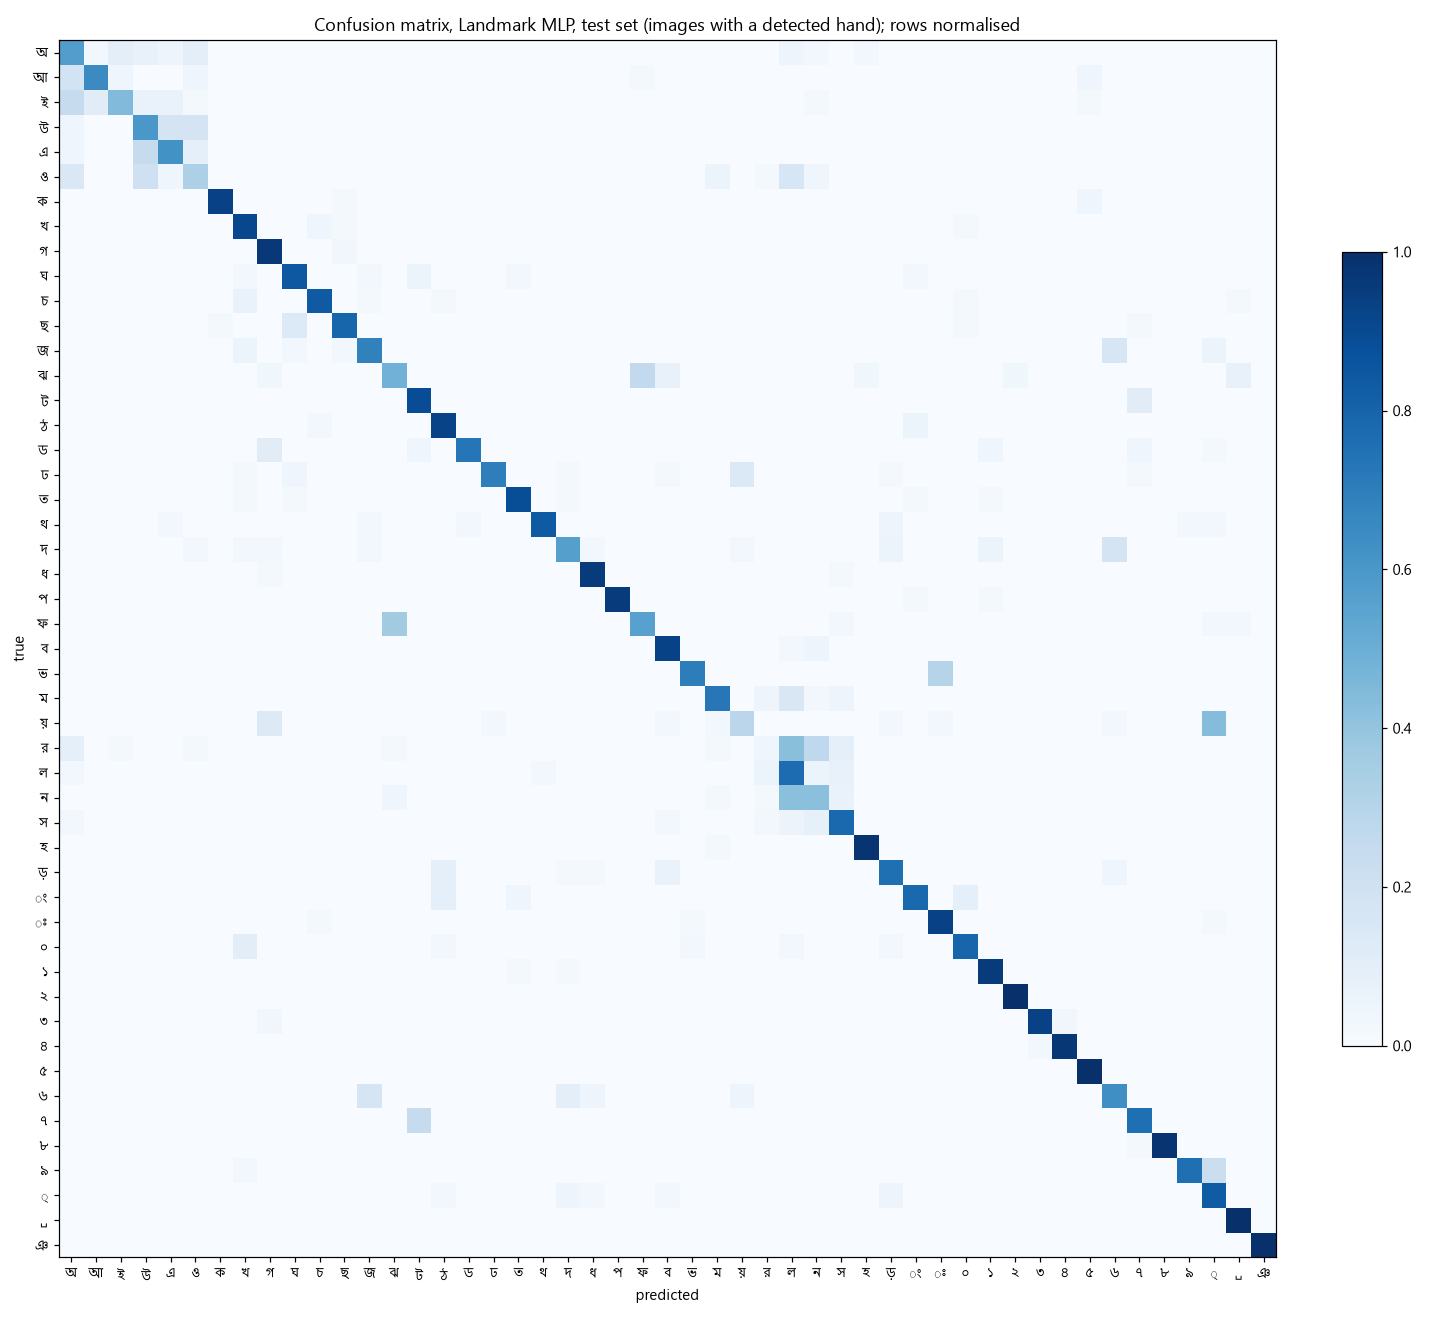 Confusion matrix, Landmark MLP, test set (images with a detected hand); rows normalised
true
অ
আ
ই
উ
এ
ও
ক
খ
গ
ঘ
চ
ছ
জ
ঝ
ট
ঠ
ড
ঢ
ত
থ
দ
ধ
প
ফ
ব
ভ
ম
য়
র
ল
ন
স
হ
ড়
ং
ঃ
০
১
২
৩
৪
৫
৬
৭
৮
৯
্
␣
ঞ
অ আ ই উ এ ও ক খ গ ঘ চ ছ জ ঝ ট ঠ ড ঢ ত থ দ ধ প ফ ব ভ ম য় র ল ন স হ ড় ং ঃ ০ ১ ২ ৩ ৪ ৫ ৬ ৭ ৮ ৯ ্ ␣ ঞ
predicted
1.0
0.8
0.6
0.4
0.2
0.0